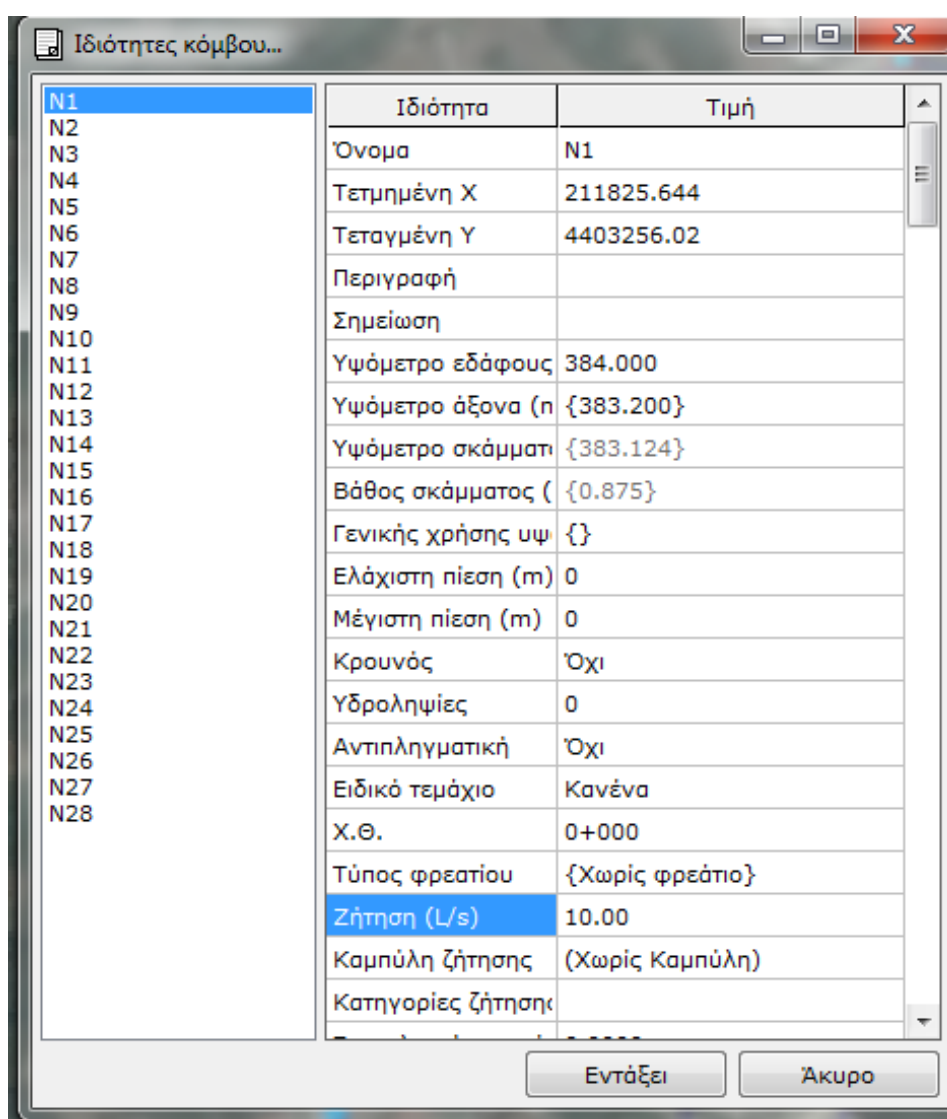 Ιδιότητες κόμβου...
N1
N2
N3
N4
N5
N6
N7
N8
N9
N10
N11
N12
N13
N14
N15
N16
N17
N18
N19
N20
N21
N22
N23
N24
N25
N26
N27
N28
Ιδιότητα Τιμή
Όνομα N1
Τετμημένη X 211825.644
Τεταγμένη Y 4403256.02
Περιγραφή
Σημείωση
Υψόμετρο εδάφους 384.000
Υψόμετρο άξονα {383.200}
Υψόμετρο {383.124}
Βάθος σκάμματος ( {0.875}
Γενικής χρήσης {}
Ελάχιστη πίεση (m) 0
Μέγιστη πίεση (m) 0
Κρουνός Όχι
Υδροληψίες 0
Αντιπληγματική Όχι
Ειδικό τεμάχιο Κανένα
Χ.Θ. 0+000
Τύπος φρεατίου {Χωρίς φρεάτιο}
Ζήτηση (L/s) 10.00
Καμπύλη ζήτησης (Χωρίς Καμπύλη)
Κατηγορίες
Εντάξει Άκυρο